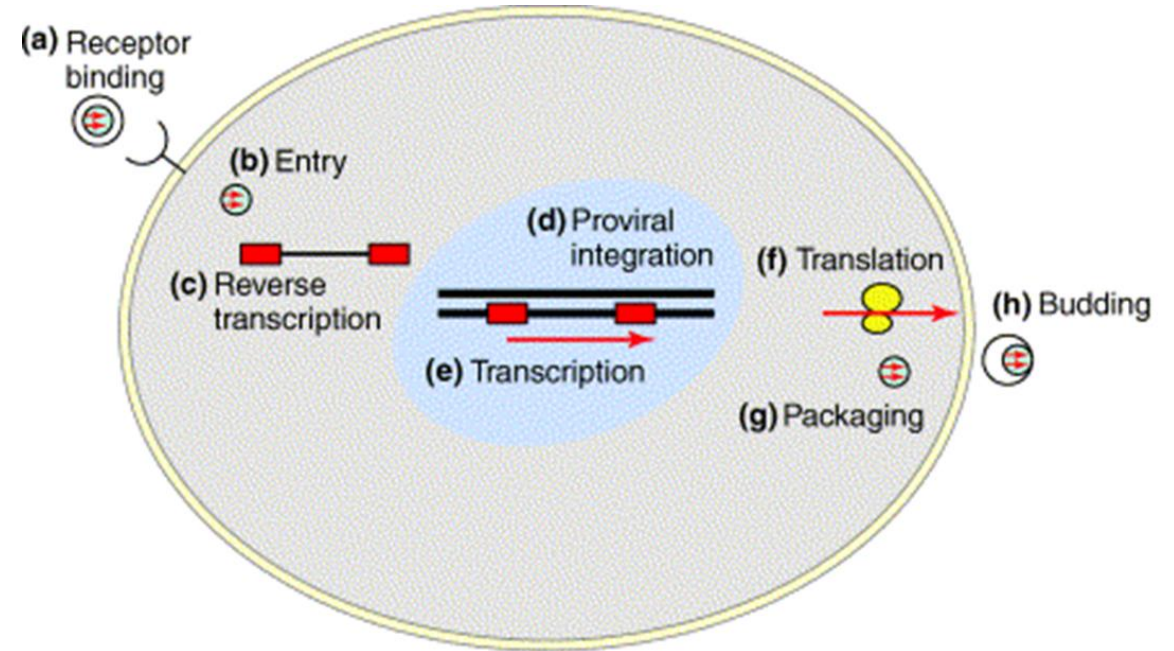 (a) Receptor
binding
(b) Entry
(c) Reverse
transcription
(d) Proviral
integration
(e) Transcription
(f) Translation
(g) Packaging
(h) Budding